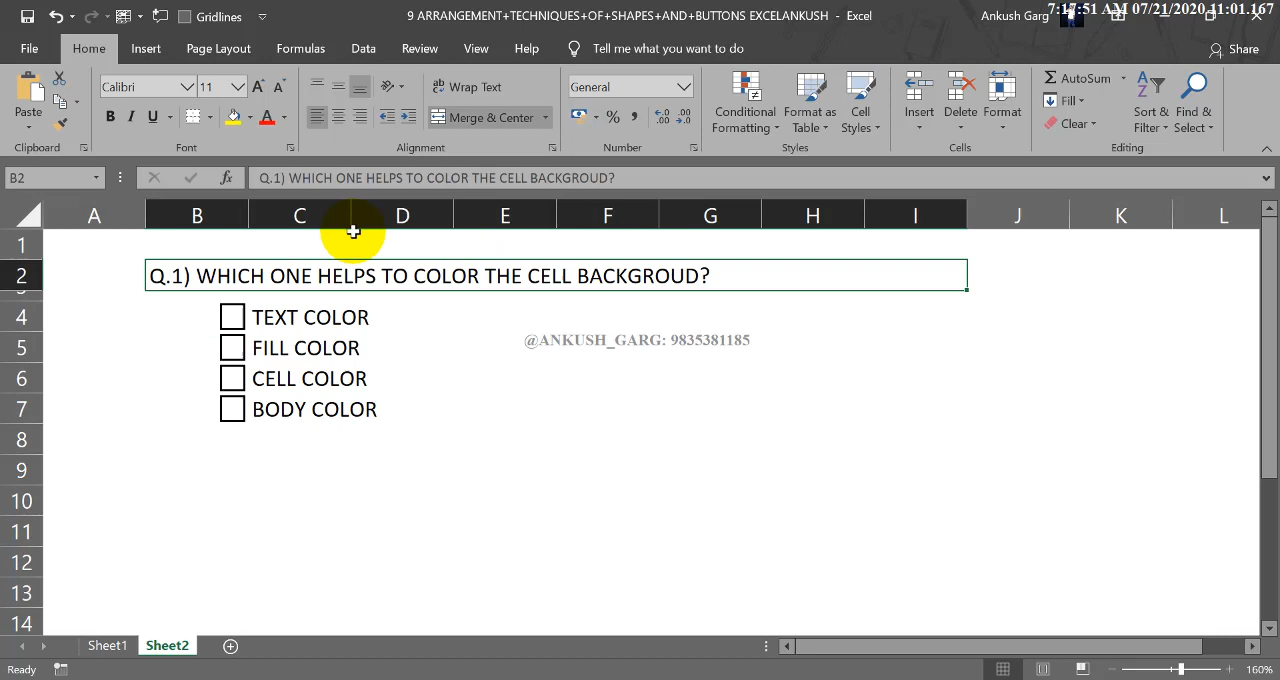 Gridlines
9 ARRANGEMENT+TECHNIQUES+OF+SHAPES+AND+BUTTONS EXCELANKUSH - Excel
Ankush Garg
7:17:51 AM 07/21/2020,11:01.167
File Home Insert Page Layout Formulas Data Review View Help Tell me what you want to do Share
Paste
Calibri 11
B I U
Wrap Text
Merge & Center
General
Conditional Formatting
Format as Table
Cell Styles
Insert
Delete
Format
AutoSum
Fill
Clear
Sort & Filter
Find & Select
Clipboard Font Alignment Number Styles Cells Editing
B2 fx Q.1) WHICH ONE HELPS TO COLOR THE CELL BACKGROUD?
A B C D E F G H I J K L
1
2 Q.1) WHICH ONE HELPS TO COLOR THE CELL BACKGROUD?
4 TEXT COLOR
@ANKUSH_GARG: 9835381185
5 FILL COLOR
6 CELL COLOR
7 BODY COLOR
8
9
10
11
12
13
14
Sheet1 Sheet2
Ready 160%